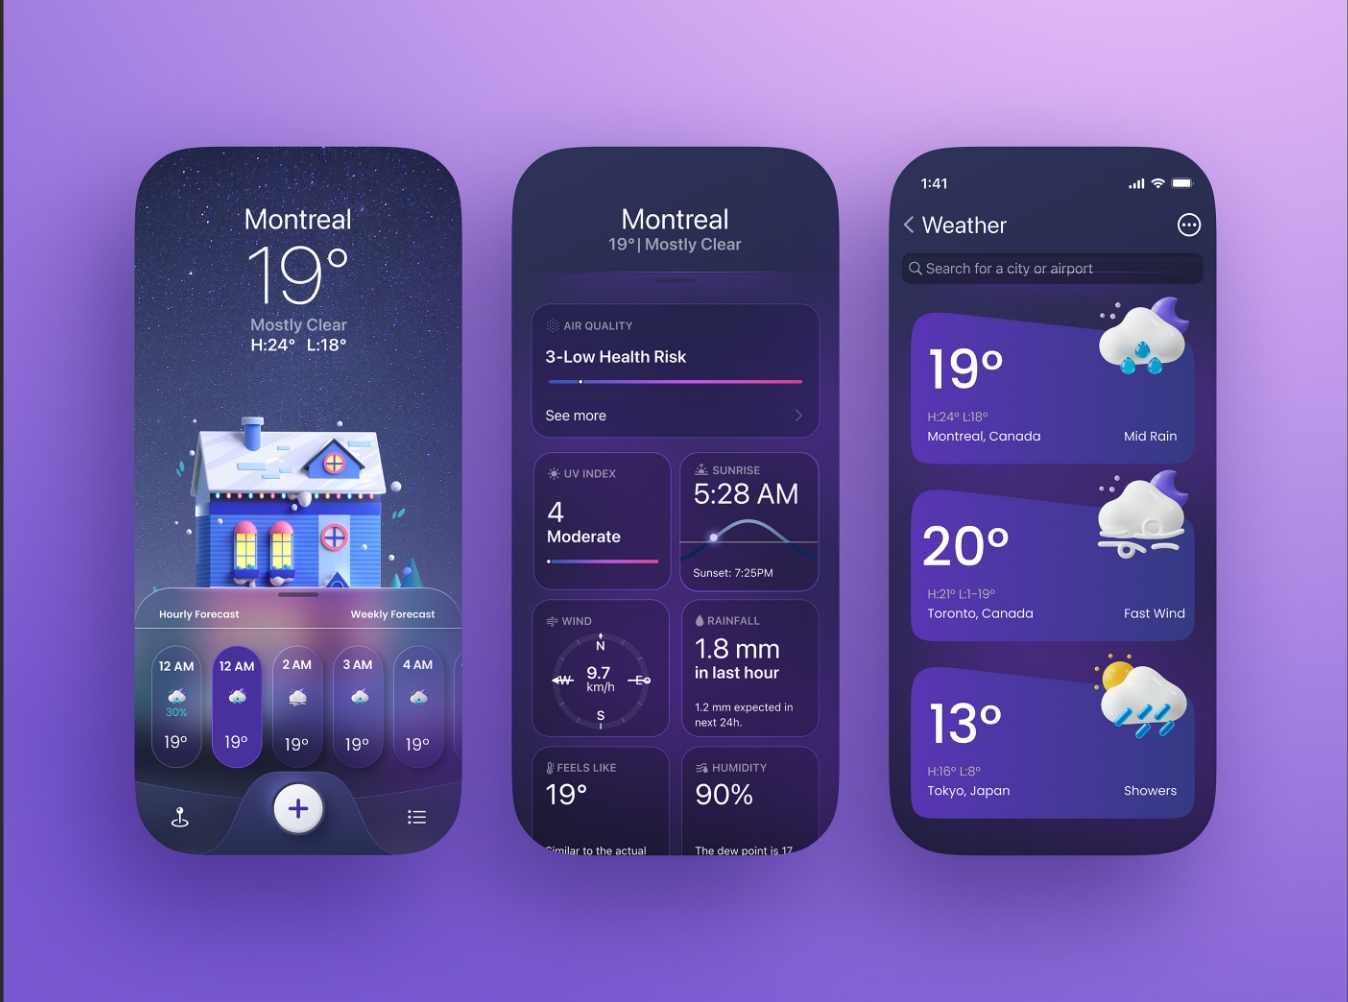 Montreal
19°
Mostly Clear
H:24° L:18°
Hourly Forecast
Weekly Forecast
12 AM
30%
19°
12 AM
19°
2 AM
19°
3 AM
19°
4 AM
19°
Montreal
19°| Mostly Clear
AIR QUALITY
3-Low Health Risk
See more
UV INDEX
4
Moderate
SUNRISE
5:28 AM
Sunset: 7:25PM
WIND
N
W
9.7
km/h
E
S
RAINFALL
1.8 mm
in last hour
1.2 mm expected in
next 24h.
FEELS LIKE
19°
Similar to the actual
HUMIDITY
90%
The dew point is 17
1:41
Weather
Search for a city or airport
19°
H:24° L:18°
Montreal, Canada
Mid Rain
20°
H:21° L:1-19°
Toronto, Canada
Fast Wind
13°
H:16° L:8°
Tokyo, Japan
Showers